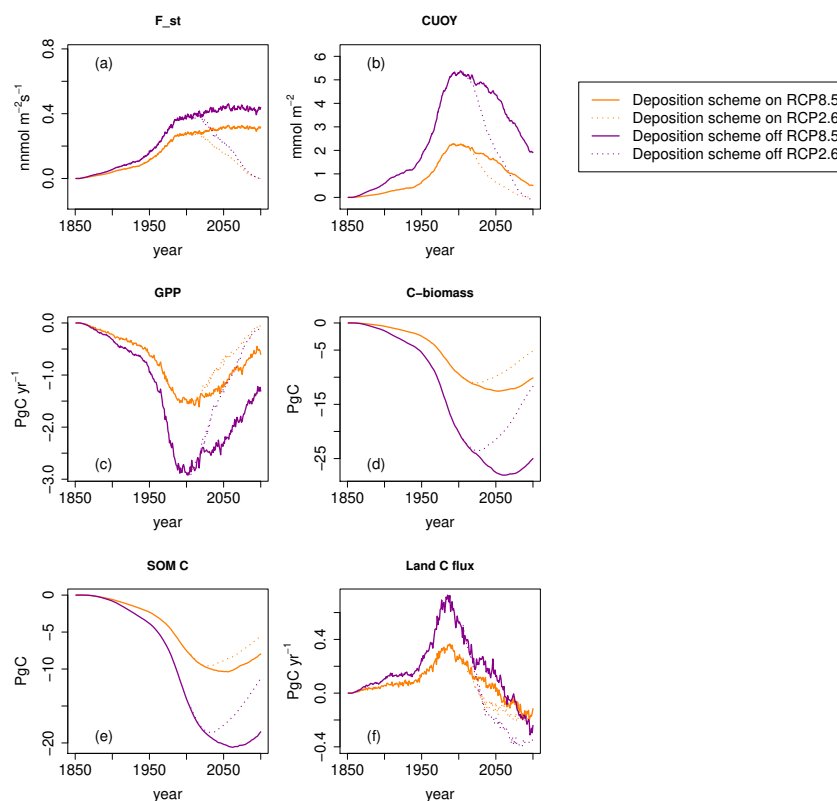 F_st
(a)
nnmol m⁻²s⁻¹
0.0 0.4 0.8
1850 1950 2050
year
CUOY
(b)
mmol m⁻²
0 1 2 3 4 5 6
1850 1950 2050
year
Deposition scheme on RCP8.5
Deposition scheme on RCP2.6
Deposition scheme off RCP8.5
Deposition scheme off RCP2.6
GPP
(c)
PgC yr⁻¹
-3.0 -2.0 -1.0 0.0
1850 1950 2050
year
C-biomass
(d)
PgC
-25 -15 -5 0
1850 1950 2050
year
SOM C
(e)
PgC
-20 -10 -5 0
1850 1950 2050
year
Land C flux
(f)
PgC yr⁻¹
-0.4 0.0 0.4
1850 1950 2050
year